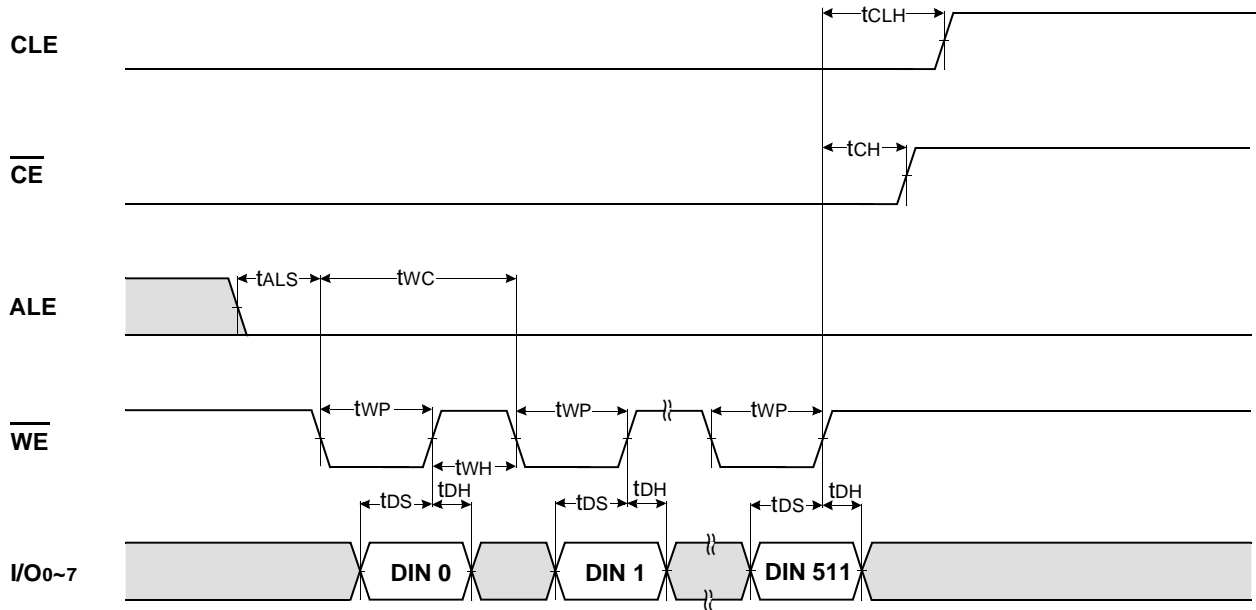 tCLH
CLE
tCH
CE
tALS
tWC
ALE
tWP
tWP
tWP
WE
tWH
tDS
tDH
tDS
tDH
tDS
tDH
I/O0~7
DIN 0
DIN 1
DIN 511